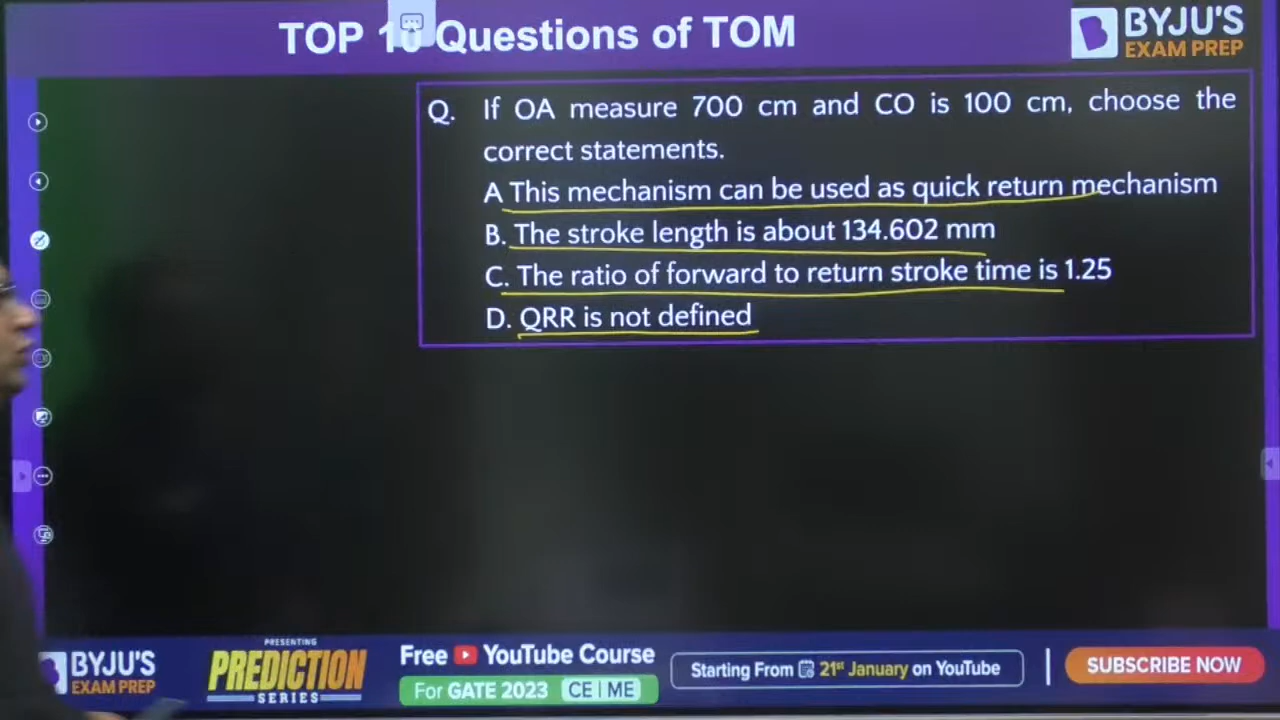 TOP 10 Questions of TOM
BYJU'S
EXAM PREP
Q. If OA measure 700 cm and CO is 100 cm, choose the
correct statements.
A This mechanism can be used as quick return mechanism
B. The stroke length is about 134.602 mm
C. The ratio of forward to return stroke time is 1.25
D. QRR is not defined
BYJU'S
EXAM PREP
PRESENTING
PREDICTION
SERIES
Free YouTube Course
For GATE 2023 CE | ME
Starting From 21st January on YouTube
SUBSCRIBE NOW